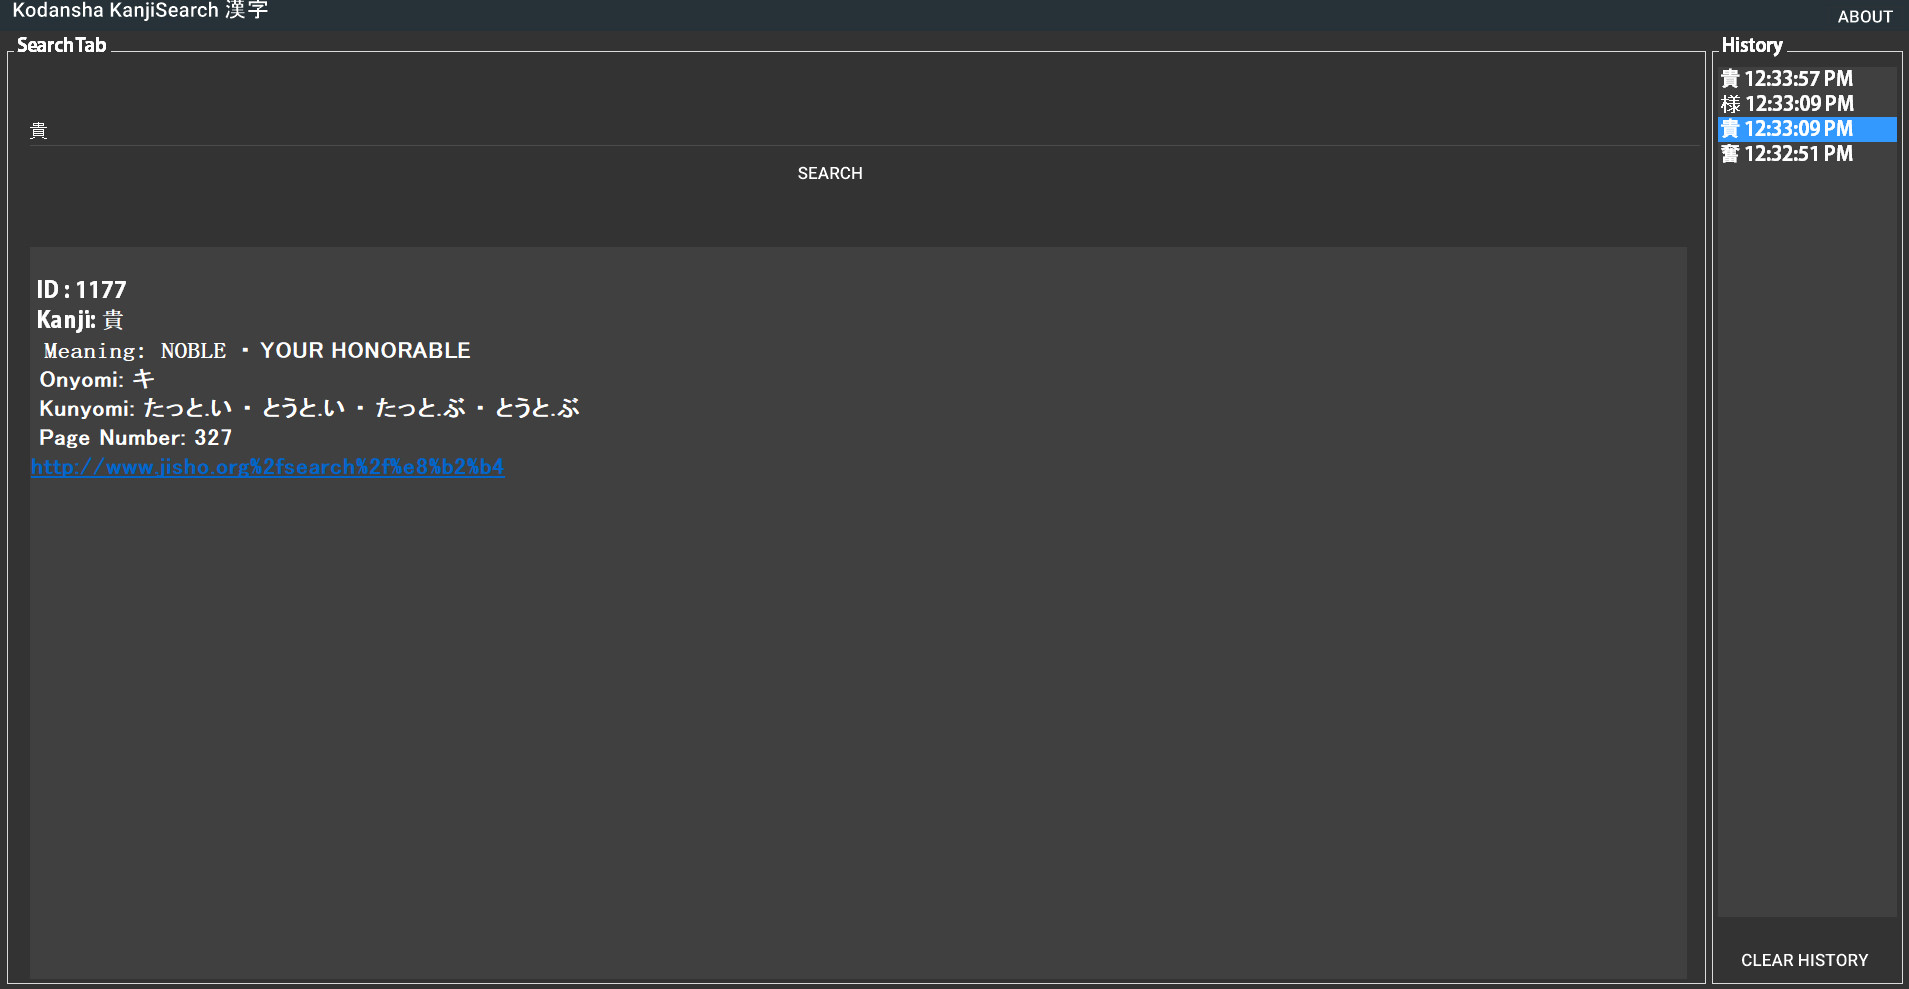 Kodansha KanjiSearch 漢字
ABOUT
SearchTab
貴
SEARCH
ID : 1177
Kanji: 貴
Meaning: NOBLE ・ YOUR HONORABLE
Onyomi: キ
Kunyomi: たっと.い ・ とうと.い ・ たっと.ぶ ・ とうと.ぶ
Page Number: 327
http://www.jisho.org%2fsearch%2f%e8%b2%b4
History
貴 12:33:57 PM
様 12:33:09 PM
貴 12:33:09 PM
奮 12:32:51 PM
CLEAR HISTORY